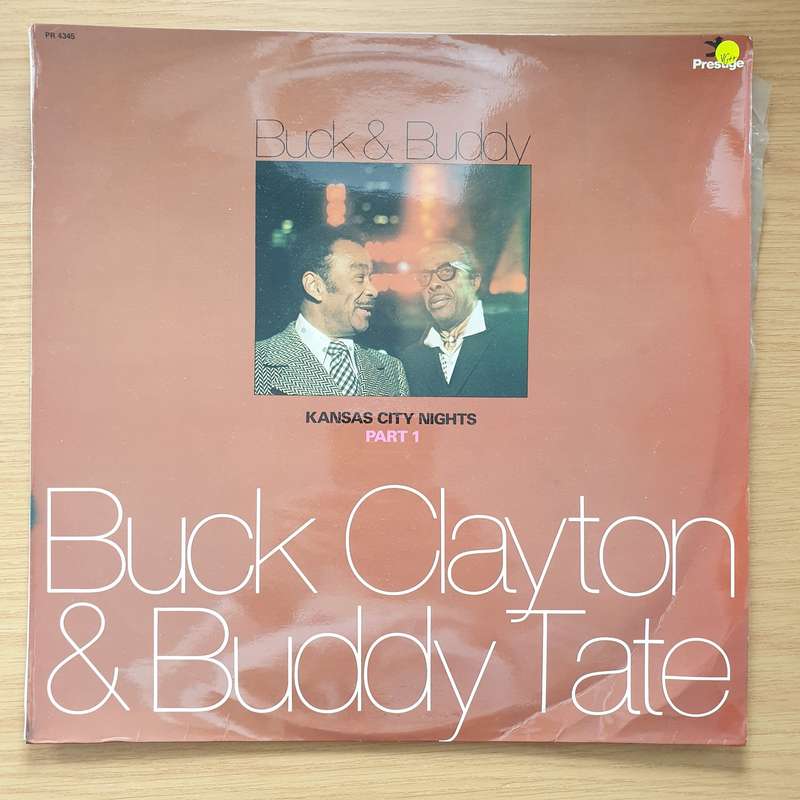 PR 4345
Prestige
Buck & Buddy
KANSAS CITY NIGHTS
PART 1
Buck Clayton
& Buddy Tate